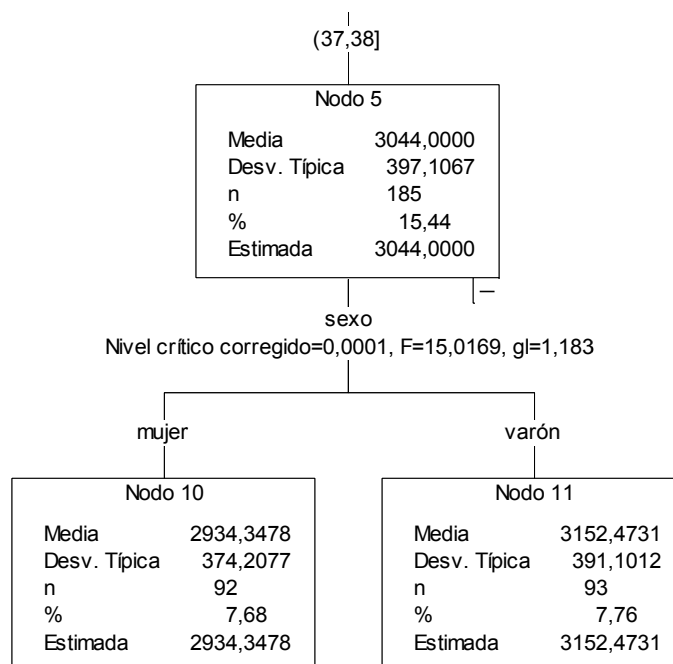 (37,38]
Nodo 5
Media 3044,0000
Desv. Típica 397,1067
n 185
% 15,44
Estimada 3044,0000
sexo
Nivel crítico corregido=0,0001, F=15,0169, gl=1,183
mujer
varón
Nodo 10
Media 2934,3478
Desv. Típica 374,2077
n 92
% 7,68
Estimada 2934,3478
Nodo 11
Media 3152,4731
Desv. Típica 391,1012
n 93
% 7,76
Estimada 3152,4731